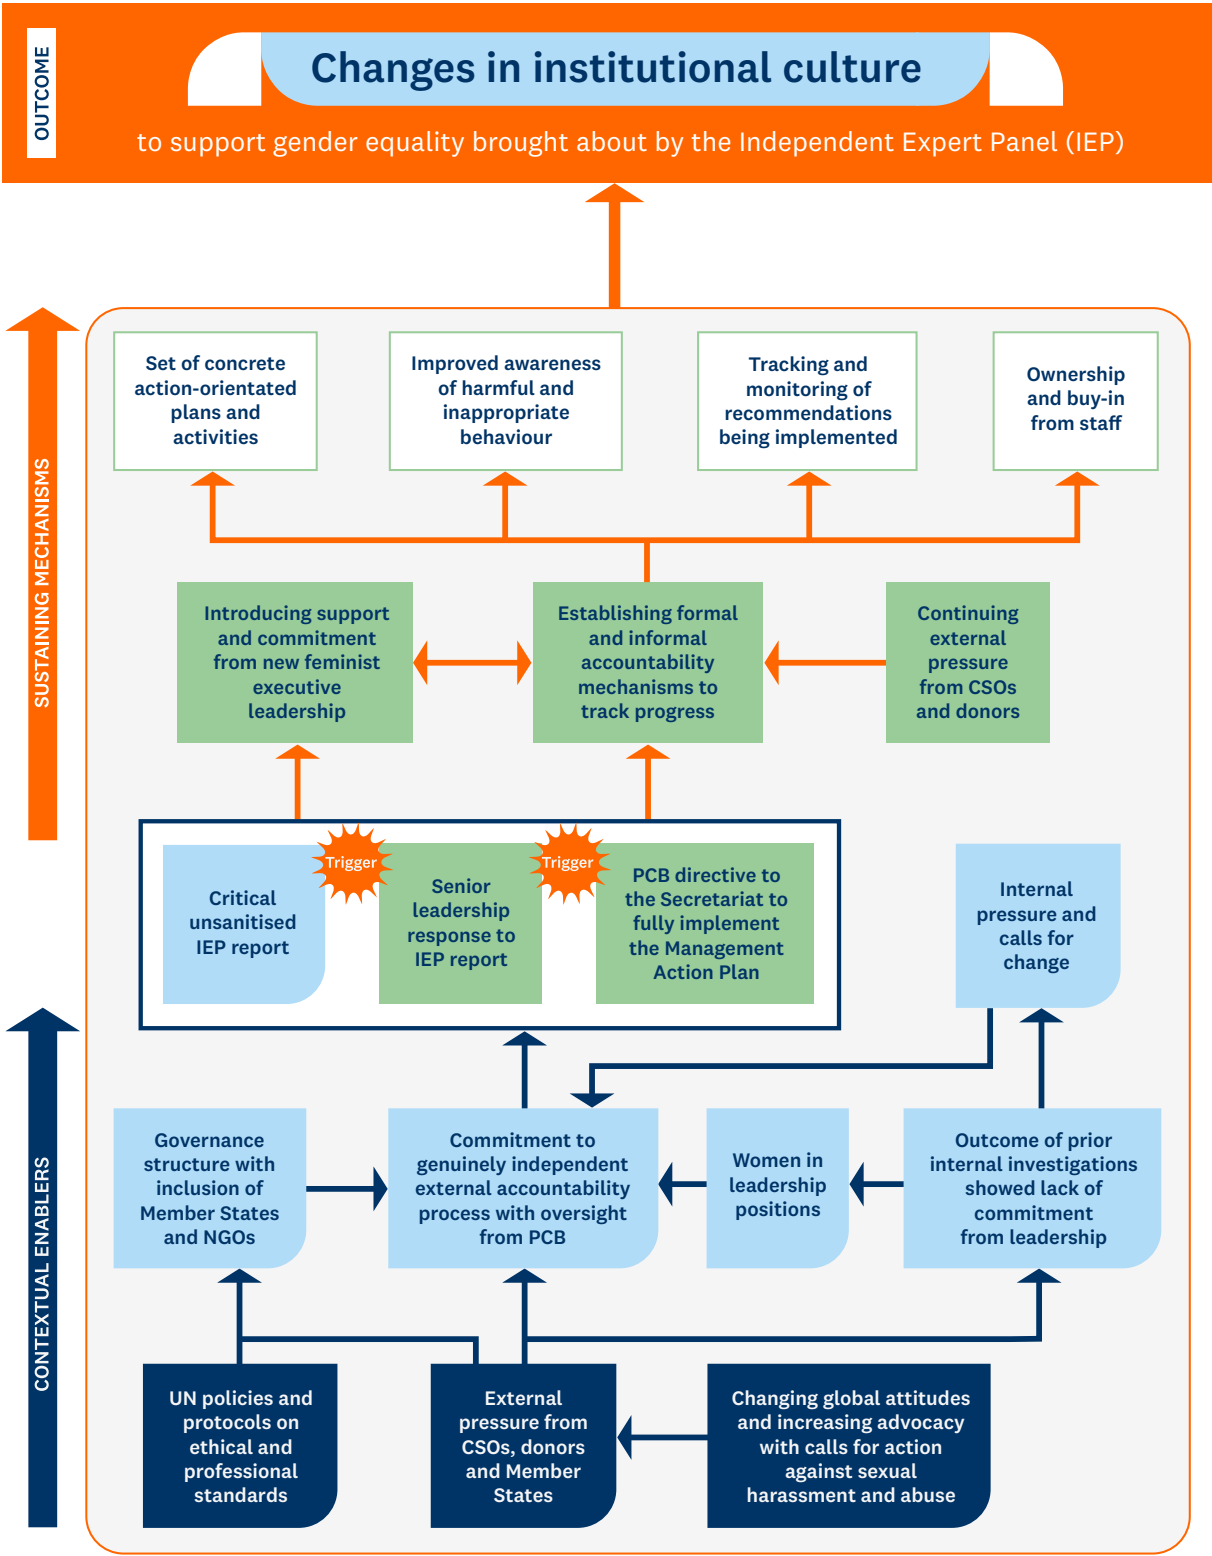 OUTCOME
Changes in institutional culture
to support gender equality brought about by the Independent Expert Panel (IEP)
SUSTAINING MECHANISMS
Set of concrete
action-orientated
plans and
activities
Improved awareness
of harmful and
inappropriate
behaviour
Tracking and
monitoring of
recommendations
being implemented
Ownership
and buy-in
from staff
Introducing support
and commitment
from new feminist
executive
leadership
Establishing formal
and informal
accountability
mechanisms to
track progress
Continuing
external
pressure
from CSOs
and donors
Critical
unsanitised
IEP report
Trigger
Senior
leadership
response to
IEP report
Trigger
PCB directive to
the Secretariat to
fully implement
the Management
Action Plan
Internal
pressure and
calls for
change
CONTEXTUAL ENABLERS
Governance
structure with
inclusion of
Member States
and NGOs
Commitment to
genuinely independent
external accountability
process with oversight
from PCB
Women in
leadership
positions
Outcome of prior
internal investigations
showed lack of
commitment
from leadership
UN policies and
protocols on
ethical and
professional
standards
External
pressure from
CSOs, donors
and Member
States
Changing global attitudes
and increasing advocacy
with calls for action
against sexual
harassment and abuse